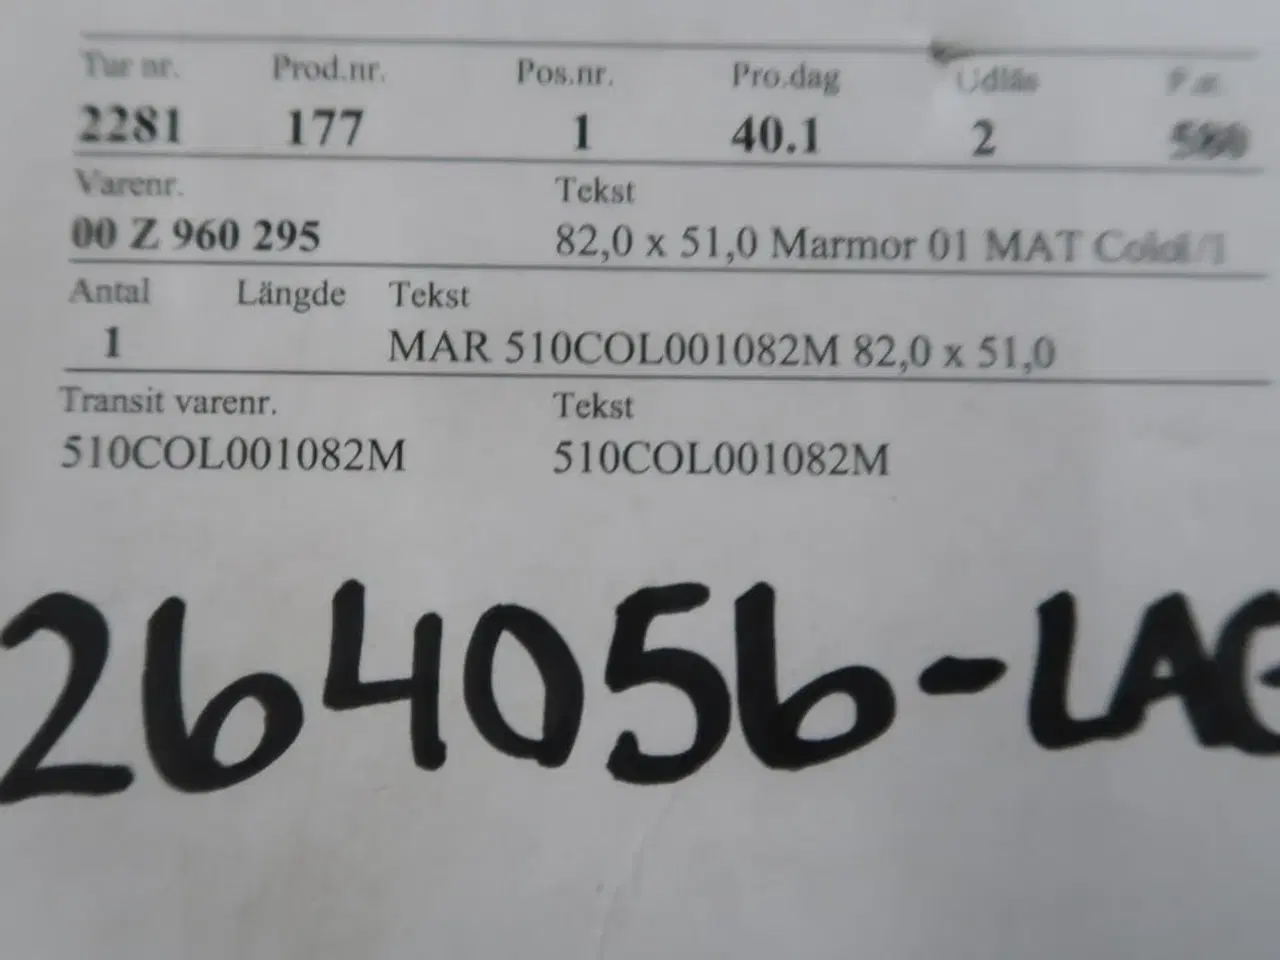 Tur nr. Prod.nr. Pos.nr. Pro.dag Udlæs
2281 177 1 40.1 2
Varenr. Tekst
00 Z 960 295 82,0 x 51,0 Marmor 01 MAT
Antal Längde Tekst
1 MAR 510COL001082M 82,0 x 51,0
Transit varenr. Tekst
510COL001082M 510COL001082M
264056-LAG